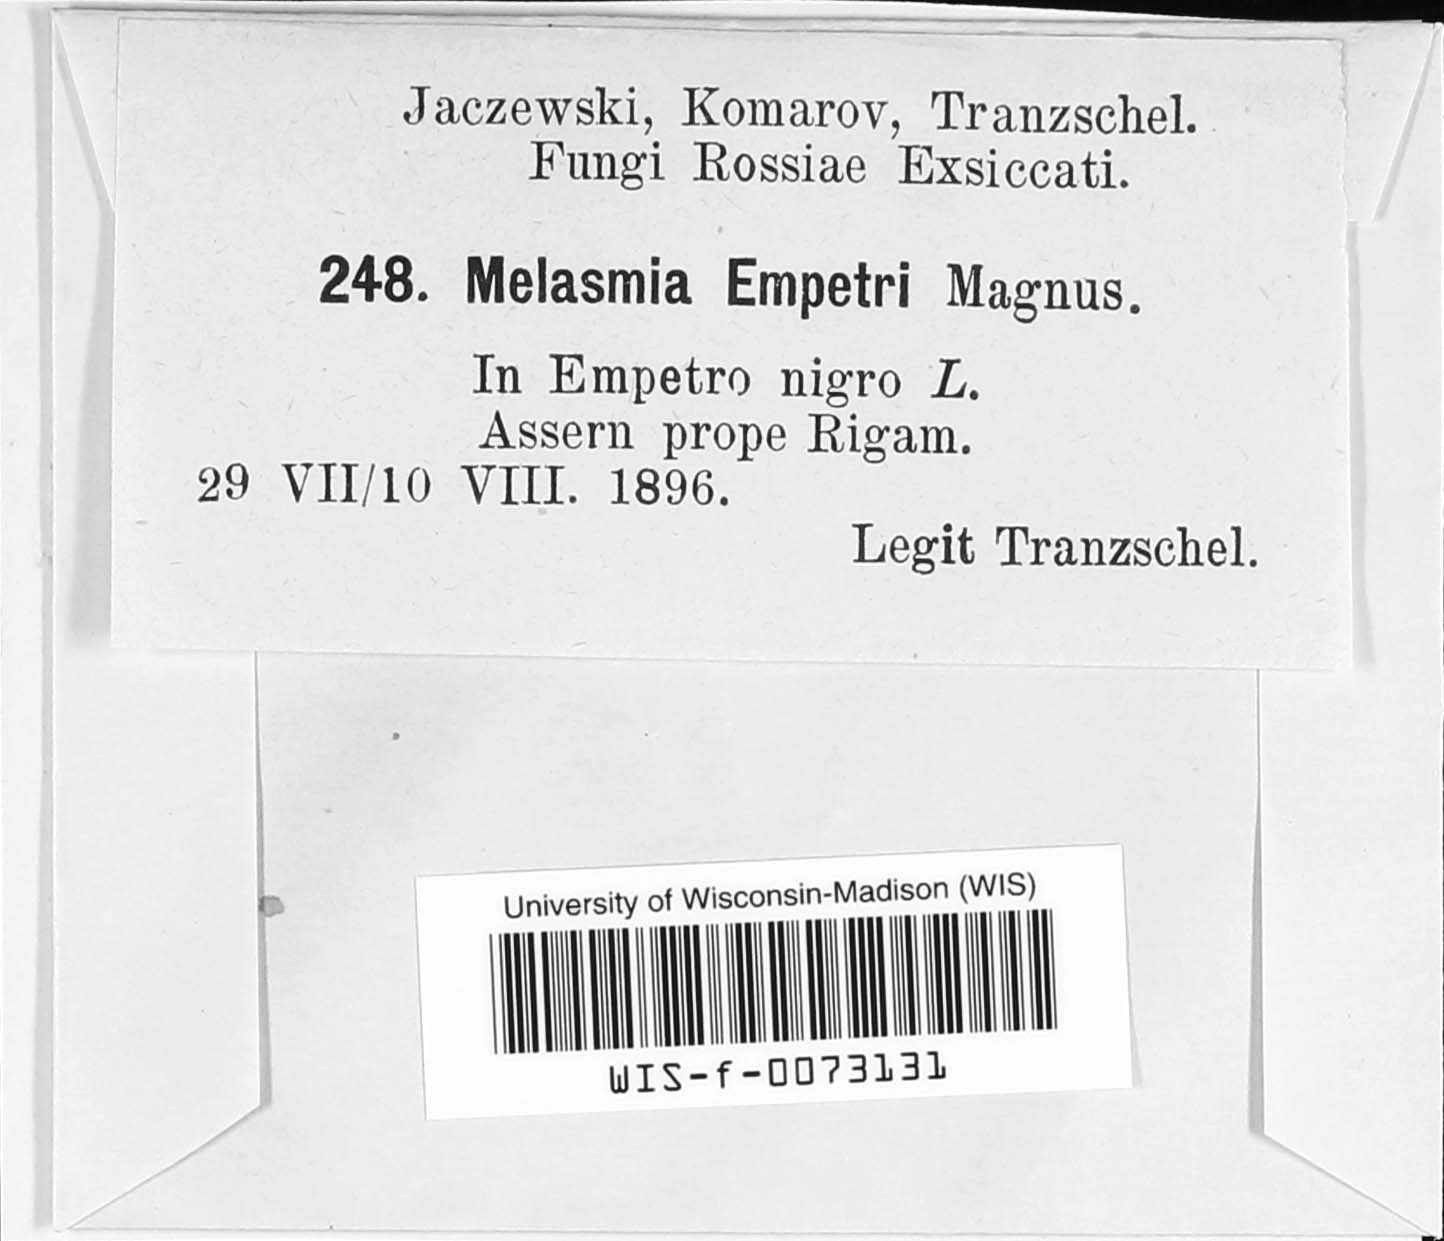 Jaczewski, Komarov, Tranzschel.
Fungi Rossiae Exsiccati.
248. Melasmia Empetri Magnus.
In Empetro nigro L.
Assern prope Rigam.
29 VII/10 VIII. 1896.
Legit Tranzschel.
University of Wisconsin-Madison (WIS)
WIS-f-0073131